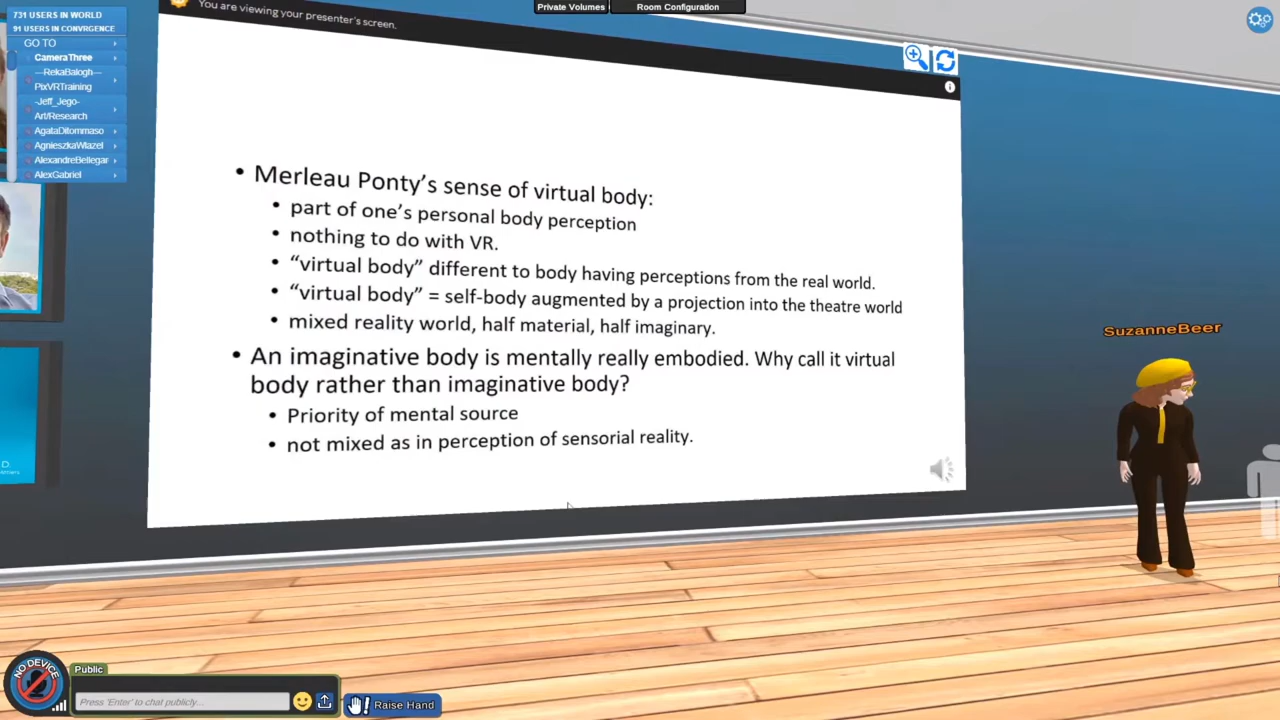 731 USERS IN WORLD
91 USERS IN CONVRGENCE
GO TO
CameraThree
---RekaBalogh---
PixVRTraining
-Jeff_Jego-
Art/Research
AgataDitommaso
AgnieszkaWlazel
AlexandreBellegar
AlexGabriel
You are viewing your presenter's screen.
Private Volumes
Room Configuration
• Merleau Ponty's sense of virtual body:
• part of one's personal body perception
• nothing to do with VR.
• “virtual body” different to body having perceptions from the real world.
• “virtual body” = self-body augmented by a projection into the theatre world
• mixed reality world, half material, half imaginary.
• An imaginative body is mentally really embodied. Why call it virtual
body rather than imaginative body?
• Priority of mental source
• not mixed as in perception of sensorial reality.
SuzanneBeer
NO DEVICE
Public
Press 'Enter' to chat publicly...
Raise Hand